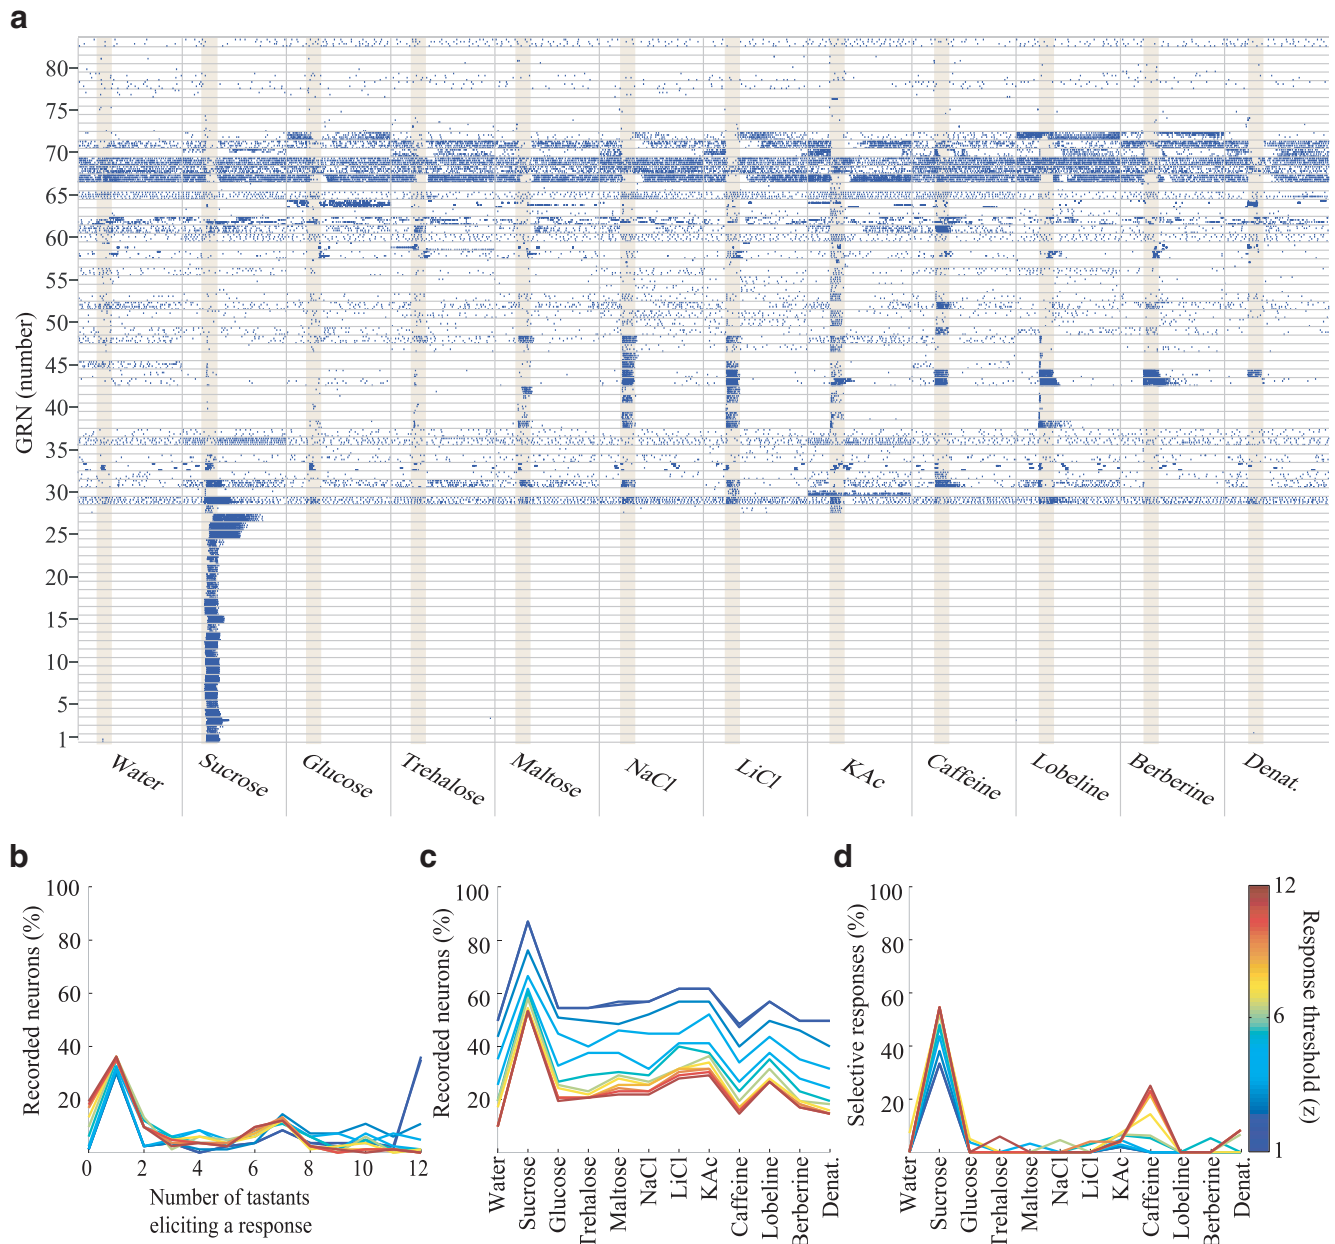 a
GRN (number)
80
75
70
65
60
55
50
45
40
35
30
25
20
15
10
5
1
Water
Sucrose
Glucose
Trehalose
Maltose
NaCl
LiCl
KAc
Caffeine
Lobeline
Berberine
Denat.
b
Recorded neurons (%)
100
80
60
40
20
0
2
4
6
8
10
12
Number of tastants
eliciting a response
c
Recorded neurons (%)
100
80
60
40
20
Water
Sucrose
Glucose
Trehalose
Maltose
NaCl
LiCl
KAc
Caffeine
Lobeline
Berberine
Denat.
d
Selective responses (%)
100
80
60
40
20
Water
Sucrose
Glucose
Trehalose
Maltose
NaCl
LiCl
KAc
Caffeine
Lobeline
Berberine
Denat.
12
6
1
Response threshold (z)